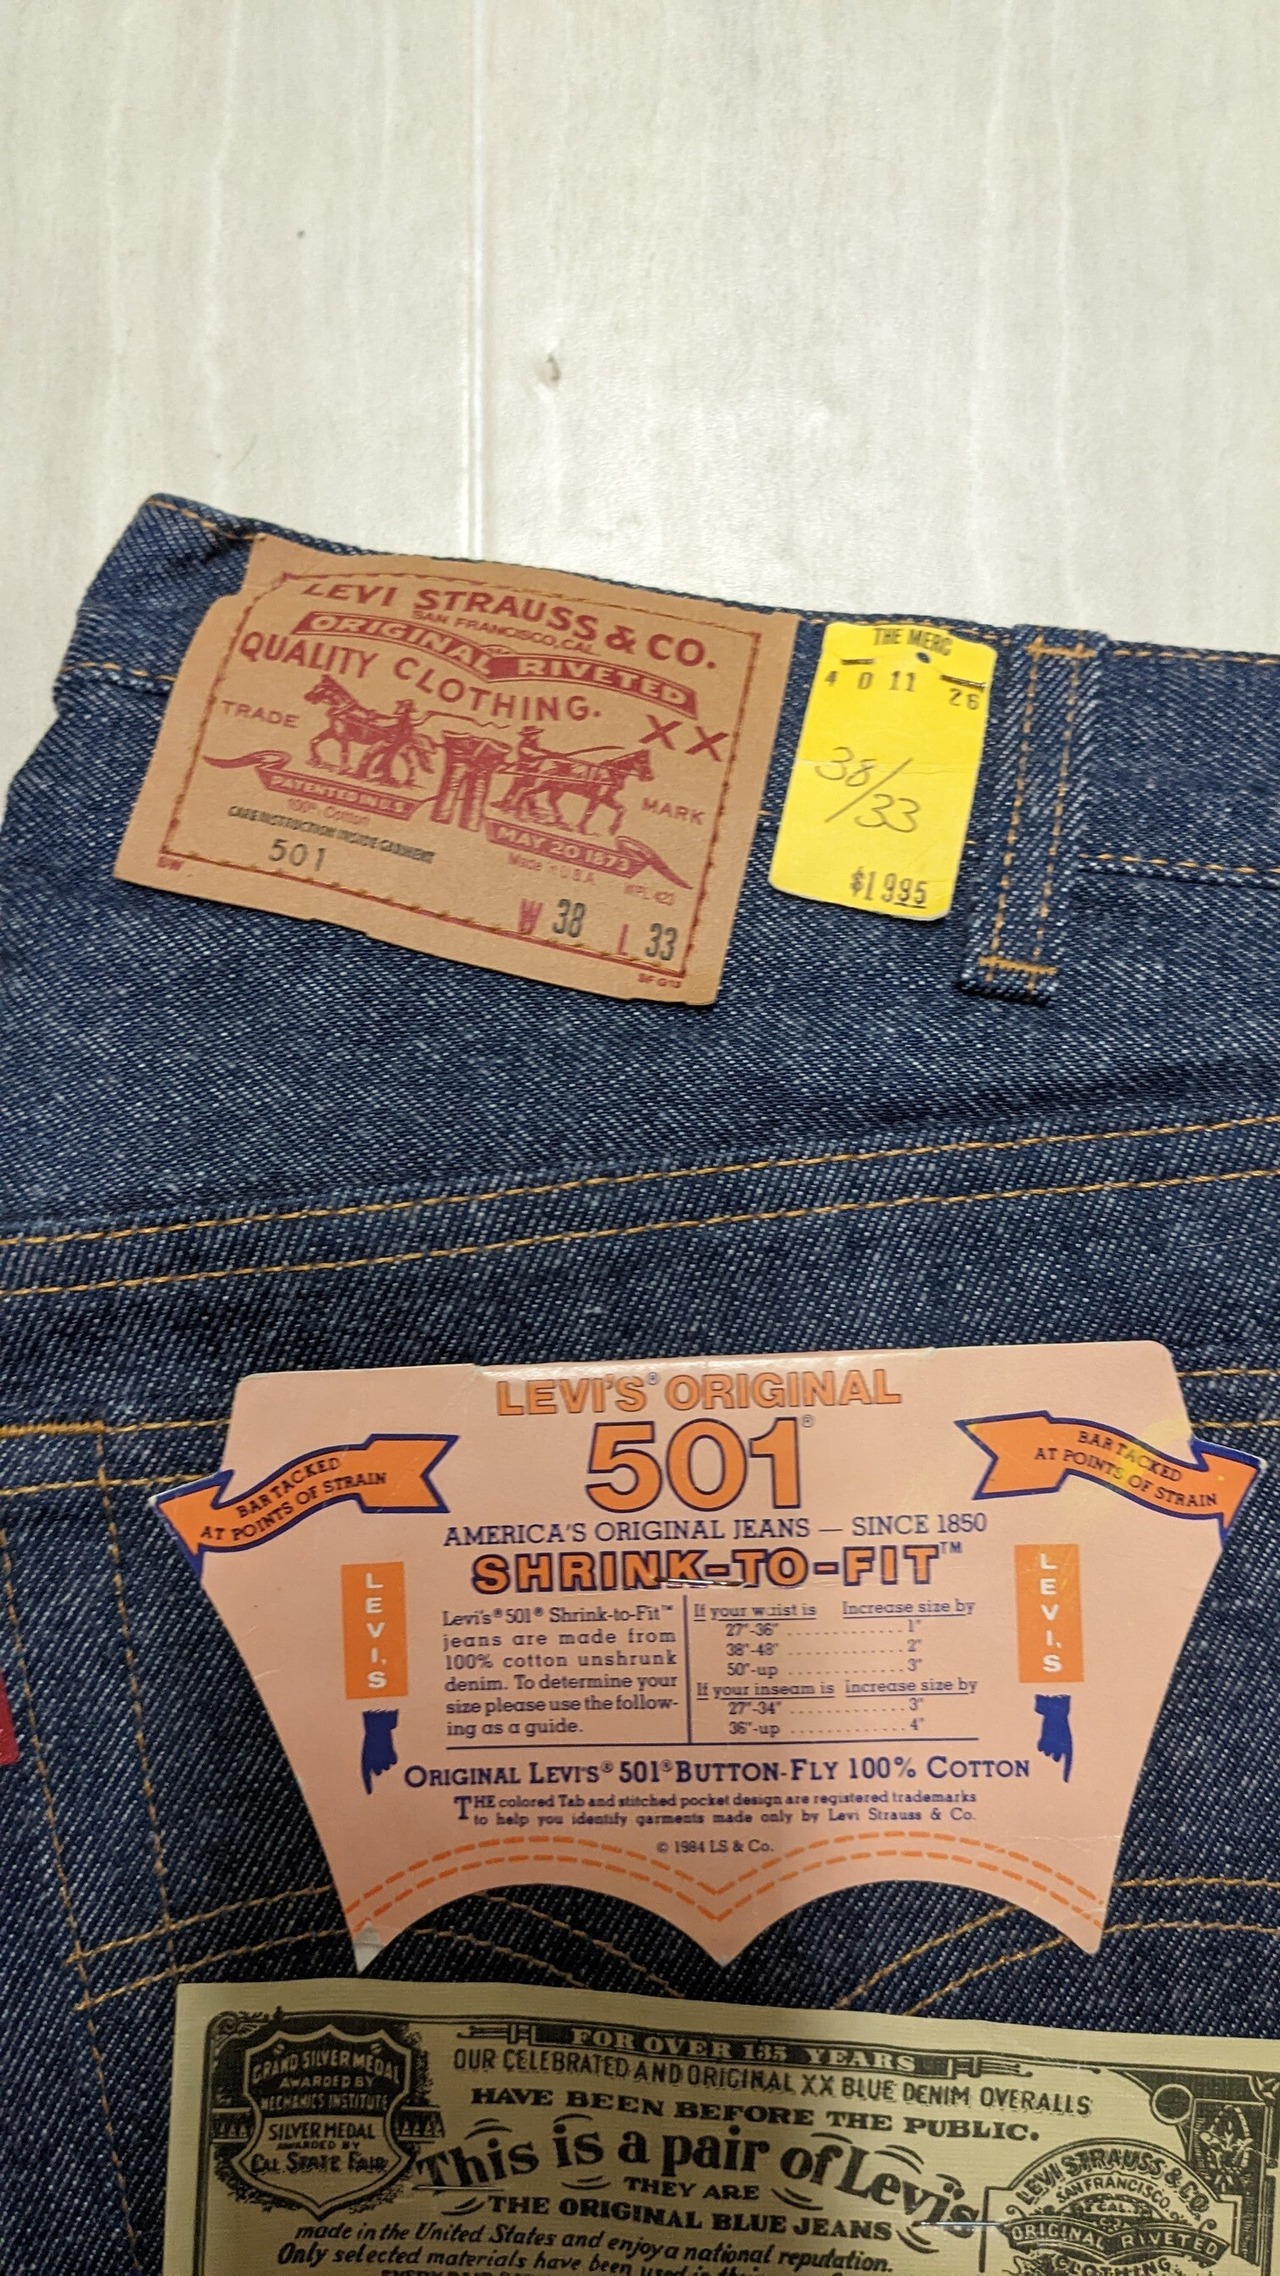 LEVI STRAUSS & CO.
SAN FRANCISCO, CAL.
ORIGINAL RIVETED
QUALITY CLOTHING.
XX
TRADE
MARK
PATENTED IN U.S.
MAY 20 1873
100% Cotton
CARE INSTRUCTION INSIDE GARMENT
Made in U.S.A.
WPL 423
501
W 38 L 33
THE MERC
4 0 11
26
38/33
$19.95
LEVI'S® ORIGINAL
501®
BAR TACKED
AT POINTS OF STRAIN
BAR TACKED
AT POINTS OF STRAIN
AMERICA'S ORIGINAL JEANS — SINCE 1850
SHRINK-TO-FIT™
LEVI'S
LEVI'S
Levi's® 501® Shrink-to-Fit™
jeans are made from
100% cotton unshrunk
denim. To determine your
size please use the follow-
ing as a guide.
If your waist is Increase size by
27"-36" ............. 1"
38"-48" ............. 2"
50"-up ............. 3"
If your inseam is increase size by
27"-34" ............. 3"
36"-up ............. 4"
ORIGINAL LEVI'S® 501® BUTTON-FLY 100% COTTON
THE colored Tab and stitched pocket design are registered trademarks
to help you identify garments made only by Levi Strauss & Co.
© 1984 LS & Co.
GRAND SILVER MEDAL
AWARDED BY
MECHANICS INSTITUTE
SILVER MEDAL
AWARDED BY
CAL STATE FAIR
FOR OVER 135 YEARS
OUR CELEBRATED AND ORIGINAL XX BLUE DENIM OVERALLS
HAVE BEEN BEFORE THE PUBLIC.
This is a pair of Levi's
THEY ARE
THE ORIGINAL BLUE JEANS
made in the United States and enjoy a national reputation.
Only selected materials have been used in
LEVI STRAUSS & CO.
SAN FRANCISCO,
CAL.
ORIGINAL RIVETED
CLOTHING